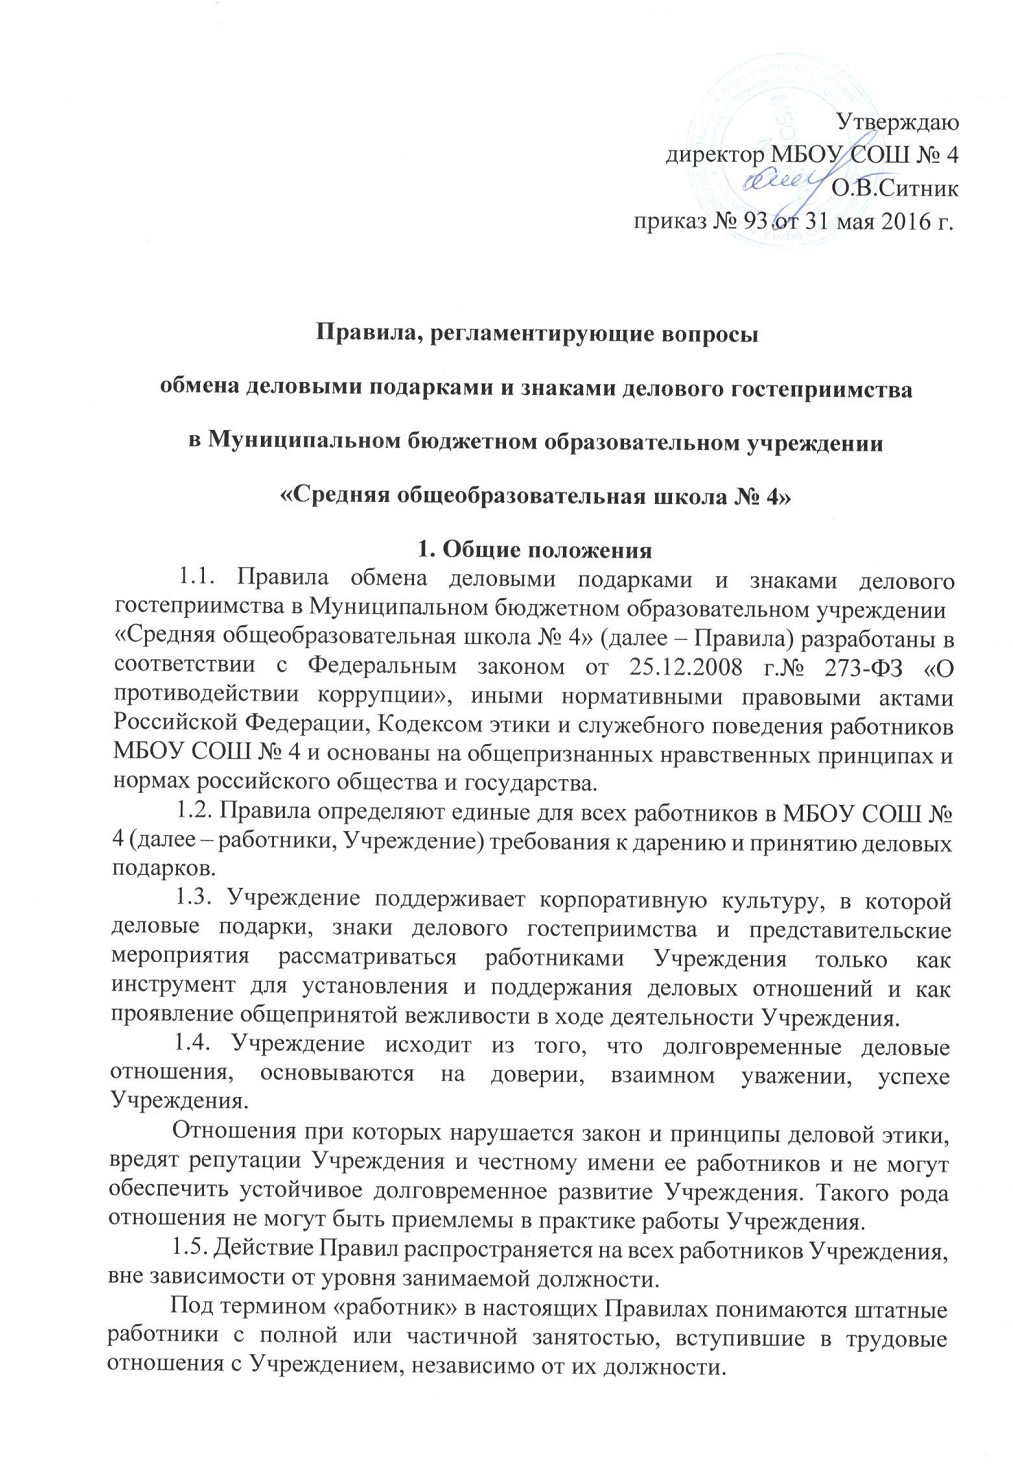 Утверждаю
директор МБОУ СОШ № 4
О.В.Ситник
приказ № 93 от 31 мая 2016 г.
Правила, регламентирующие вопросы
обмена деловыми подарками и знаками делового гостеприимства
в Муниципальном бюджетном образовательном учреждении
«Средняя общеобразовательная школа № 4»
1. Общие положения
1.1. Правила обмена деловыми подарками и знаками делового
гостеприимства в Муниципальном бюджетном образовательном учреждении
«Средняя общеобразовательная школа № 4» (далее – Правила) разработаны в
соответствии с Федеральным законом от 25.12.2008 г.№ 273-ФЗ «О
противодействии коррупции», иными нормативными правовыми актами
Российской Федерации, Кодексом этики и служебного поведения работников
МБОУ СОШ № 4 и основаны на общепризнанных нравственных принципах и
нормах российского общества и государства.
1.2. Правила определяют единые для всех работников в МБОУ СОШ №
4 (далее – работники, Учреждение) требования к дарению и принятию деловых
подарков.
1.3. Учреждение поддерживает корпоративную культуру, в которой
деловые подарки, знаки делового гостеприимства и представительские
мероприятия рассматриваться работниками Учреждения только как
инструмент для установления и поддержания деловых отношений и как
проявление общепринятой вежливости в ходе деятельности Учреждения.
1.4. Учреждение исходит из того, что долговременные деловые
отношения, основываются на доверии, взаимном уважении, успехе
Учреждения.
Отношения при которых нарушается закон и принципы деловой этики,
вредят репутации Учреждения и честному имени ее работников и не могут
обеспечить устойчивое долговременное развитие Учреждения. Такого рода
отношения не могут быть приемлемы в практике работы Учреждения.
1.5. Действие Правил распространяется на всех работников Учреждения,
вне зависимости от уровня занимаемой должности.
Под термином «работник» в настоящих Правилах понимаются штатные
работники с полной или частичной занятостью, вступившие в трудовые
отношения с Учреждением, независимо от их должности.